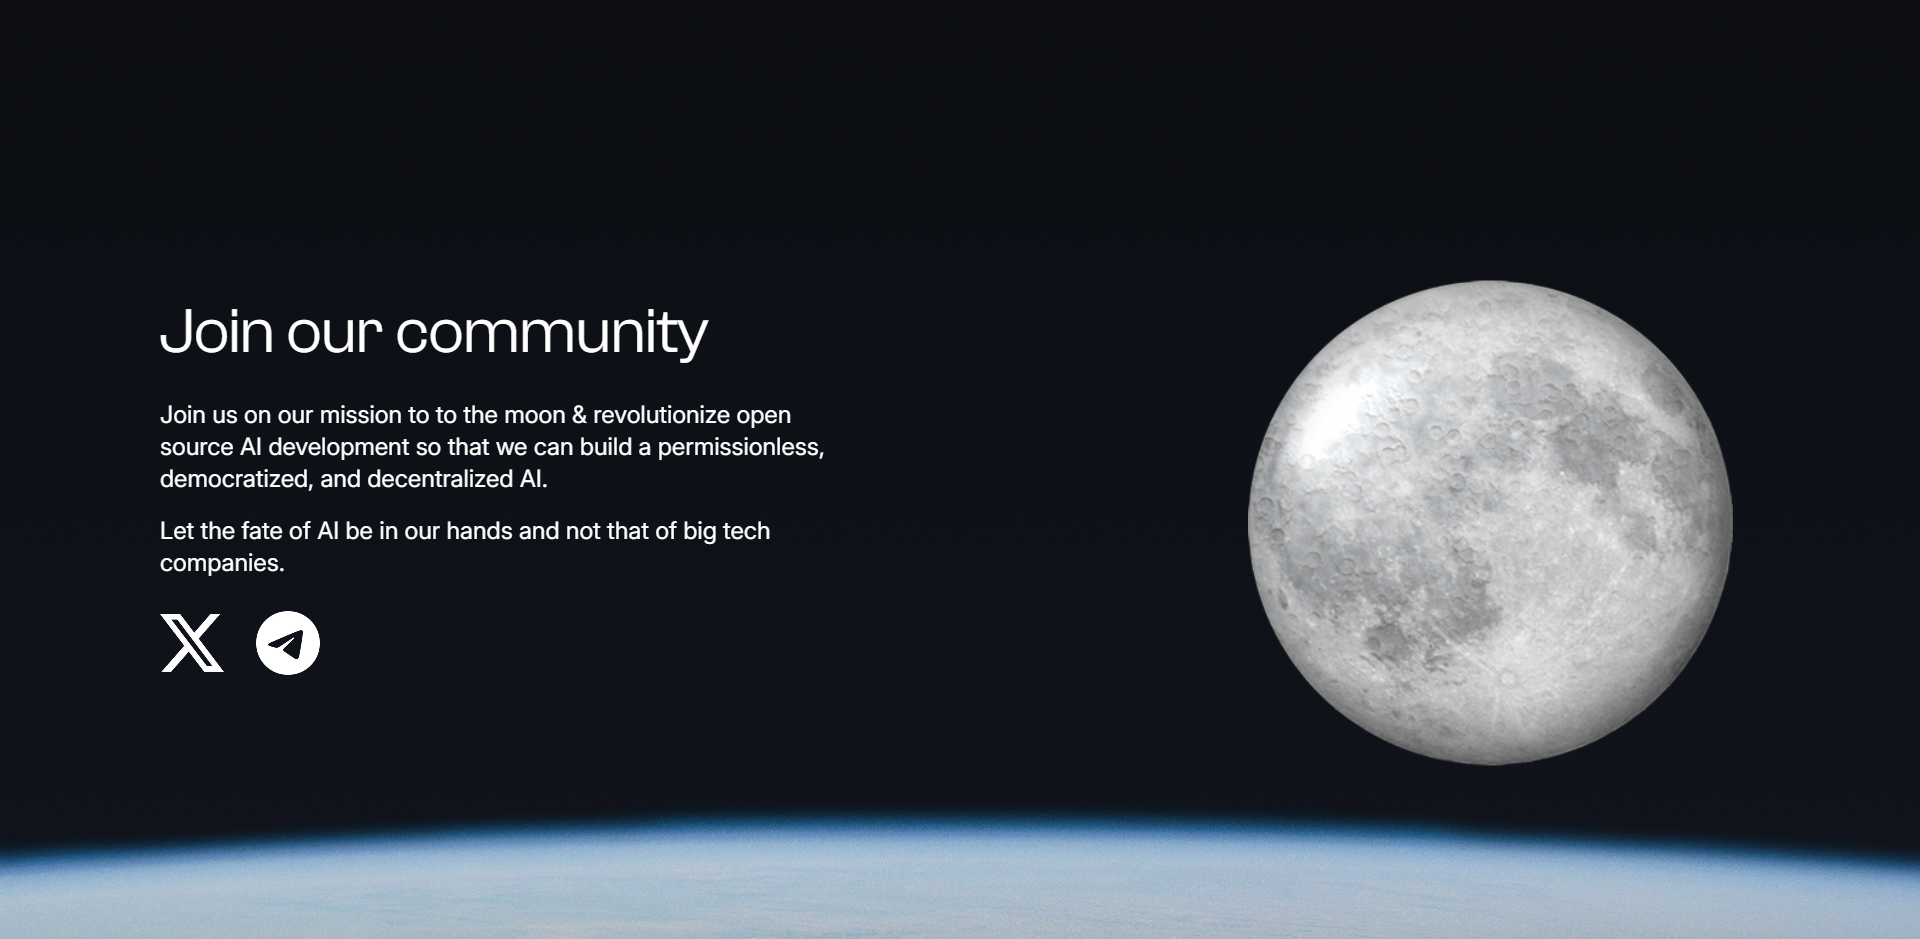 Join our community
Join us on our mission to to the moon & revolutionize open
source AI development so that we can build a permissionless,
democratized, and decentralized AI.
Let the fate of AI be in our hands and not that of big tech
companies.